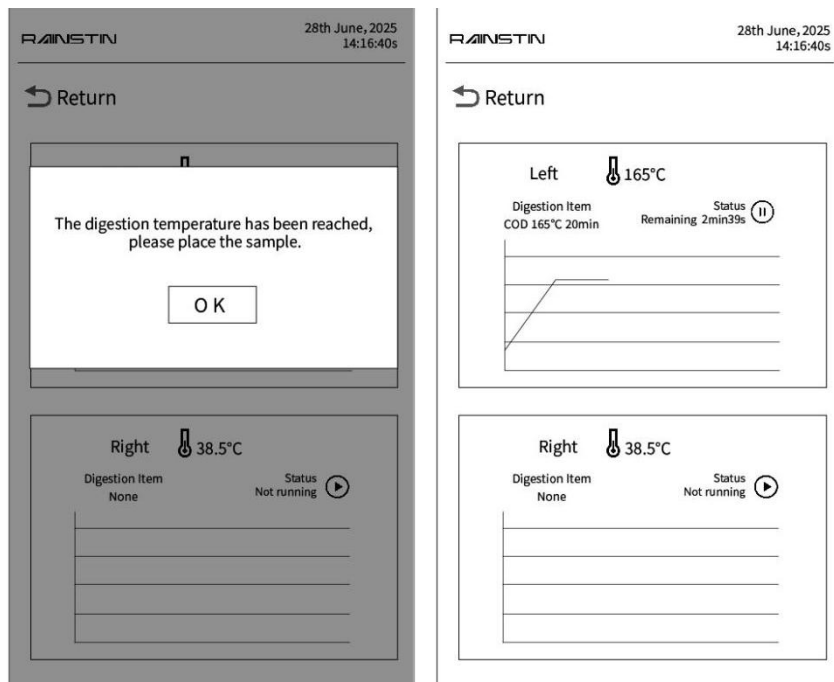 RAINSTIN
28th June, 2025
14:16:40s
Return
The digestion temperature has been reached,
please place the sample.
OK
Right 38.5°C
Digestion Item
None
Status
Not running
RAINSTIN
28th June, 2025
14:16:40s
Return
Left 165°C
Digestion Item
COD 165°C 20min
Status
Remaining 2min39s
Right 38.5°C
Digestion Item
None
Status
Not running